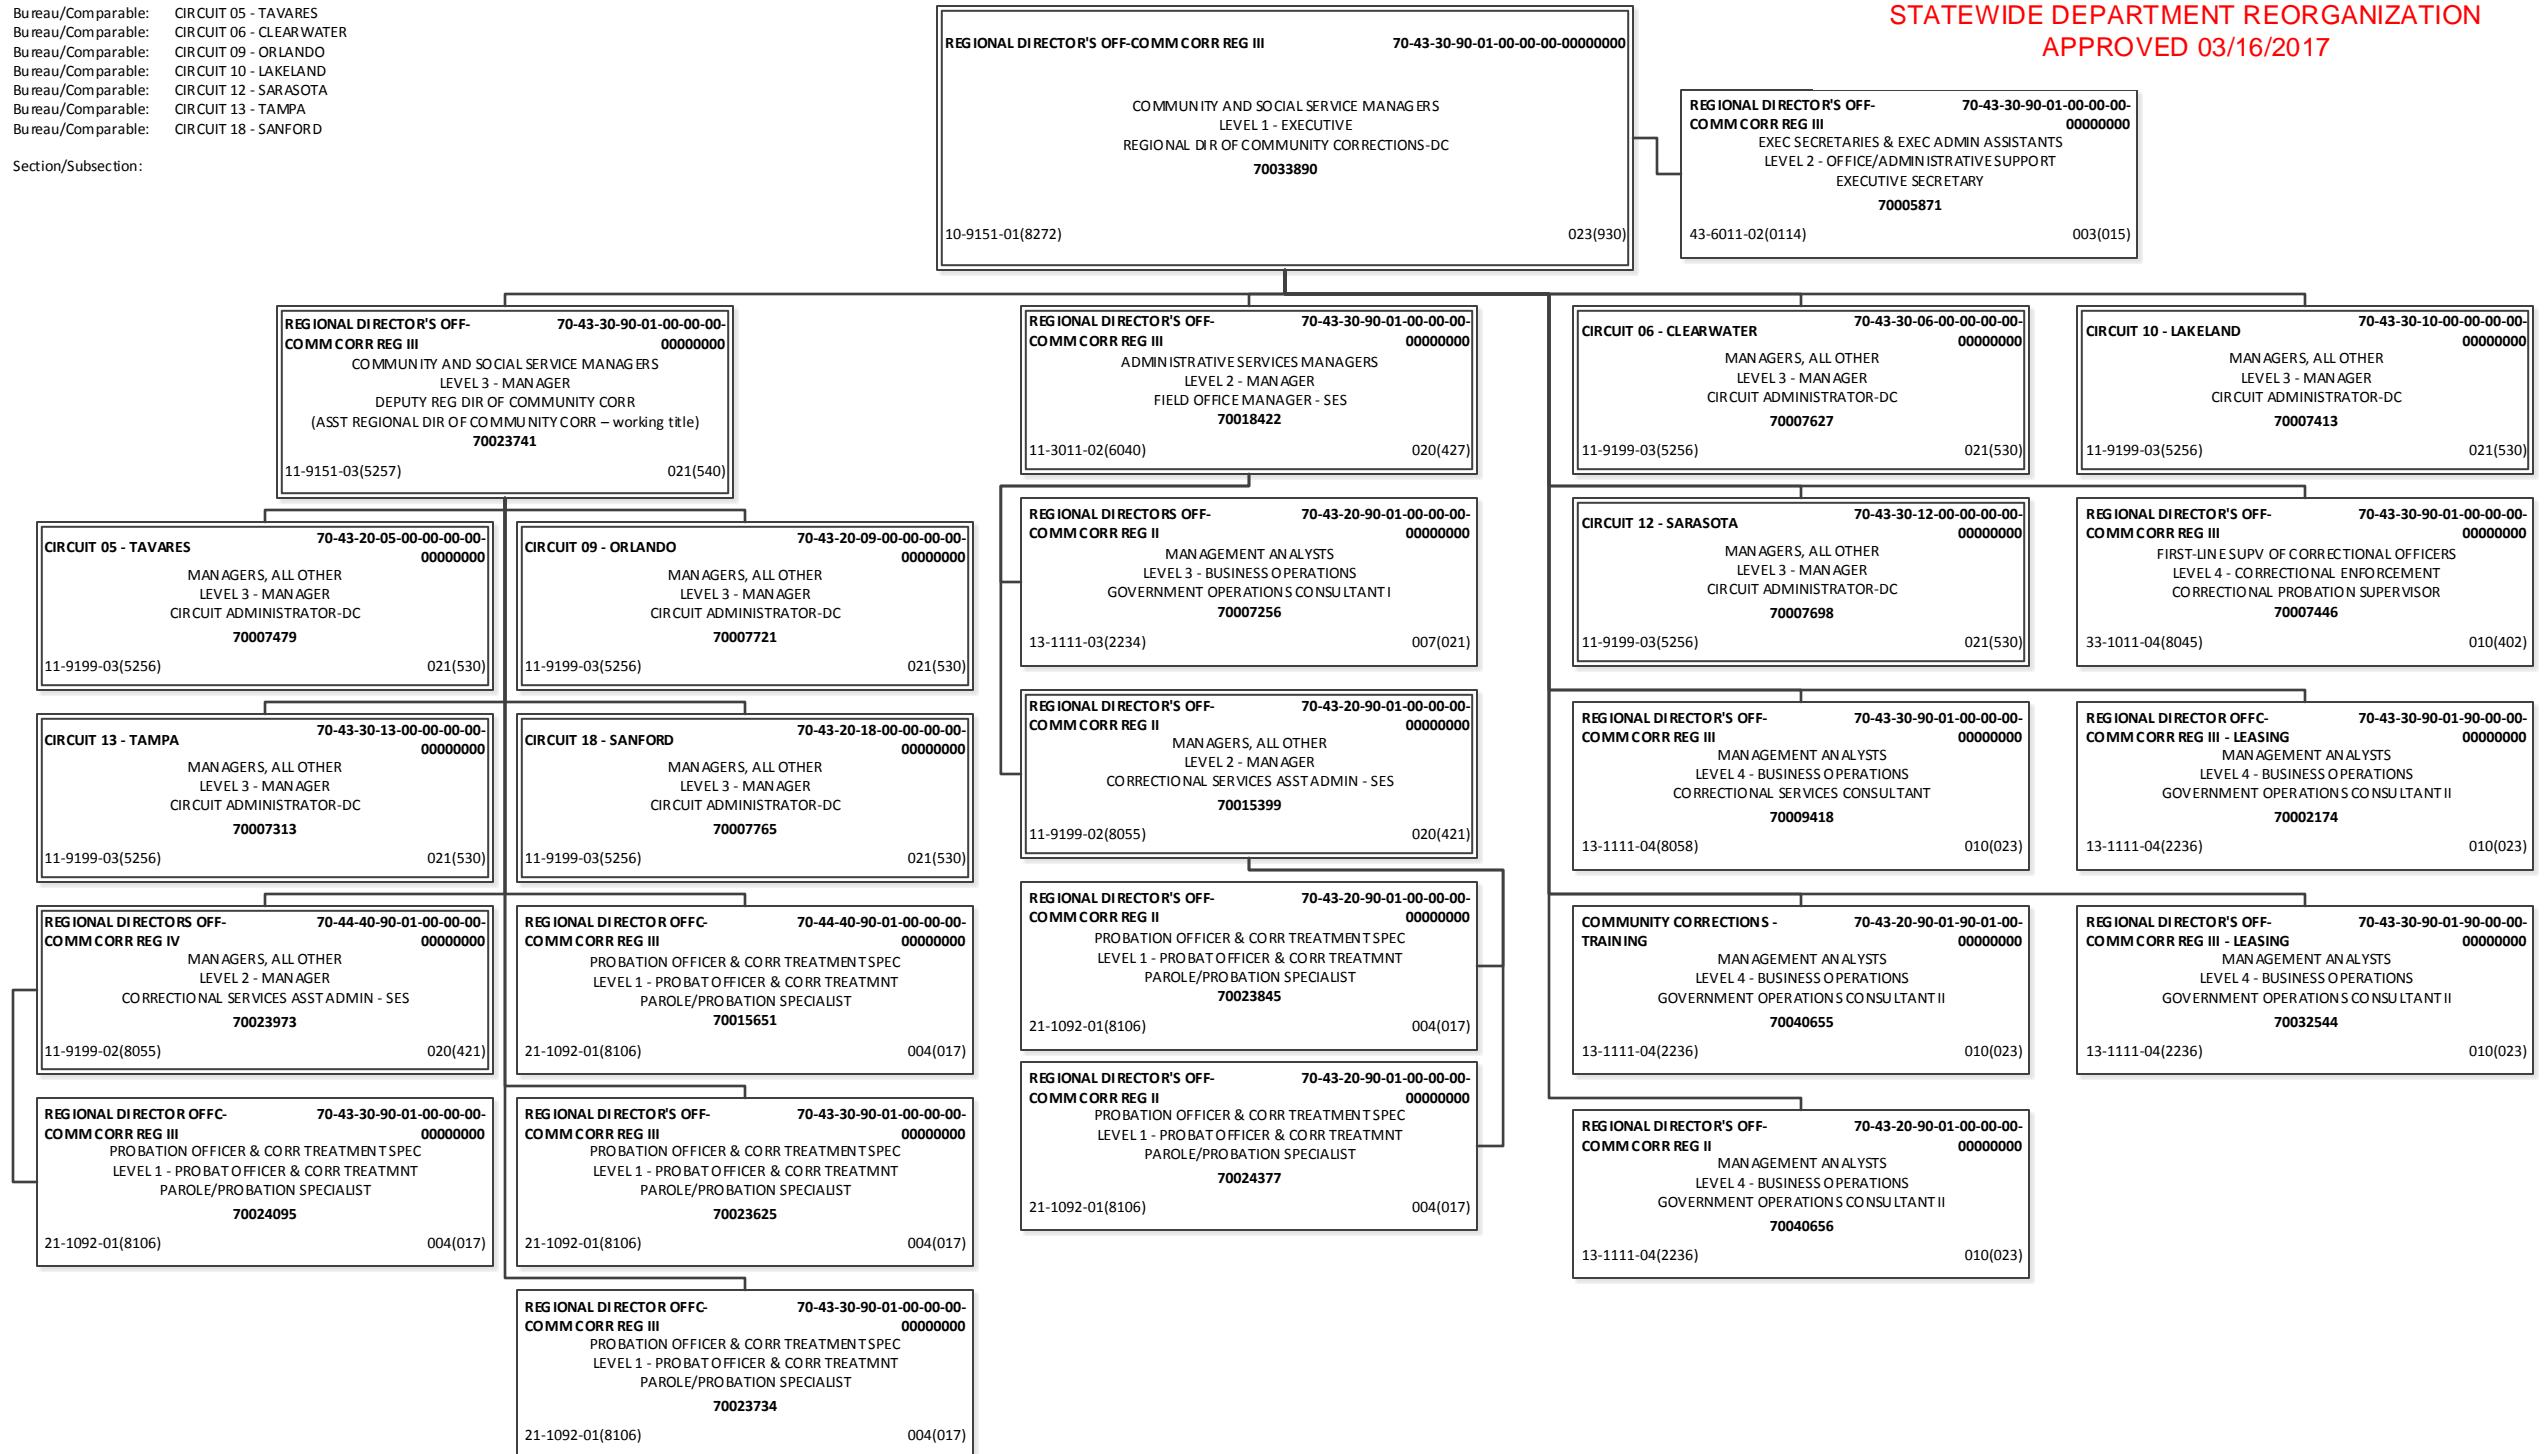 Bureau/Comparable: CIRCUIT 05 - TAVARES
Bureau/Comparable: CIRCUIT 06 - CLEARWATER
Bureau/Comparable: CIRCUIT 09 - ORLANDO
Bureau/Comparable: CIRCUIT 10 - LAKELAND
Bureau/Comparable: CIRCUIT 12 - SARASOTA
Bureau/Comparable: CIRCUIT 13 - TAMPA
Bureau/Comparable: CIRCUIT 18 - SANFORD
Section/Subsection:
STATEWIDE DEPARTMENT REORGANIZATION
APPROVED 03/16/2017
REGIONAL DIRECTOR'S OFF-COMM CORR REG III 70-43-30-90-01-00-00-00-00000000
COMMUNITY AND SOCIAL SERVICE MANAGERS
LEVEL 1 - EXECUTIVE
REGIONAL DIR OF COMMUNITY CORRECTIONS-DC
70033890
10-9151-01(8272) 023(930)
REGIONAL DIRECTOR'S OFF- 70-43-30-90-01-00-00-00-
COMM CORR REG III 00000000
EXEC SECRETARIES & EXEC ADMIN ASSISTANTS
LEVEL 2 - OFFICE/ADMINISTRATIVE SUPPORT
EXECUTIVE SECRETARY
70005871
43-6011-02(0114) 003(015)
REGIONAL DIRECTOR'S OFF- 70-43-30-90-01-00-00-00-
COMM CORR REG III 00000000
COMMUNITY AND SOCIAL SERVICE MANAGERS
LEVEL 3 - MANAGER
DEPUTY REG DIR OF COMMUNITY CORR
(ASST REGIONAL DIR OF COMMUNITY CORR – working title)
70023741
11-9151-03(5257) 021(540)
REGIONAL DIRECTOR'S OFF- 70-43-30-90-01-00-00-00-
COMM CORR REG III 00000000
ADMINISTRATIVE SERVICES MANAGERS
LEVEL 2 - MANAGER
FIELD OFFICE MANAGER - SES
70018422
11-3011-02(6040) 020(427)
CIRCUIT 06 - CLEARWATER 70-43-30-06-00-00-00-00-
00000000
MANAGERS, ALL OTHER
LEVEL 3 - MANAGER
CIRCUIT ADMINISTRATOR-DC
70007627
11-9199-03(5256) 021(530)
CIRCUIT 10 - LAKELAND 70-43-30-10-00-00-00-00-
00000000
MANAGERS, ALL OTHER
LEVEL 3 - MANAGER
CIRCUIT ADMINISTRATOR-DC
70007413
11-9199-03(5256) 021(530)
CIRCUIT 05 - TAVARES 70-43-20-05-00-00-00-00-
00000000
MANAGERS, ALL OTHER
LEVEL 3 - MANAGER
CIRCUIT ADMINISTRATOR-DC
70007479
11-9199-03(5256) 021(530)
CIRCUIT 09 - ORLANDO 70-43-20-09-00-00-00-00-
00000000
MANAGERS, ALL OTHER
LEVEL 3 - MANAGER
CIRCUIT ADMINISTRATOR-DC
70007721
11-9199-03(5256) 021(530)
REGIONAL DIRECTORS OFF- 70-43-20-90-01-00-00-00-
COMM CORR REG II 00000000
MANAGEMENT ANALYSTS
LEVEL 3 - BUSINESS OPERATIONS
GOVERNMENT OPERATIONS CONSULTANT I
70007256
13-1111-03(2234) 007(021)
CIRCUIT 12 - SARASOTA 70-43-30-12-00-00-00-00-
00000000
MANAGERS, ALL OTHER
LEVEL 3 - MANAGER
CIRCUIT ADMINISTRATOR-DC
70007698
11-9199-03(5256) 021(530)
REGIONAL DIRECTOR'S OFF- 70-43-30-90-01-00-00-00-
COMM CORR REG III 00000000
FIRST-LINE SUPV OF CORRECTIONAL OFFICERS
LEVEL 4 - CORRECTIONAL ENFORCEMENT
CORRECTIONAL PROBATION SUPERVISOR
70007446
33-1011-04(8045) 010(402)
CIRCUIT 13 - TAMPA 70-43-30-13-00-00-00-00-
00000000
MANAGERS, ALL OTHER
LEVEL 3 - MANAGER
CIRCUIT ADMINISTRATOR-DC
70007313
11-9199-03(5256) 021(530)
CIRCUIT 18 - SANFORD 70-43-20-18-00-00-00-00-
00000000
MANAGERS, ALL OTHER
LEVEL 3 - MANAGER
CIRCUIT ADMINISTRATOR-DC
70007765
11-9199-03(5256) 021(530)
REGIONAL DIRECTOR'S OFF- 70-43-20-90-01-00-00-00-
COMM CORR REG II 00000000
MANAGERS, ALL OTHER
LEVEL 2 - MANAGER
CORRECTIONAL SERVICES ASST ADMIN - SES
70015399
11-9199-02(8055) 020(421)
REGIONAL DIRECTOR'S OFF- 70-43-30-90-01-00-00-00-
COMM CORR REG III 00000000
MANAGEMENT ANALYSTS
LEVEL 4 - BUSINESS OPERATIONS
CORRECTIONAL SERVICES CONSULTANT
70009418
13-1111-04(8058) 010(023)
REGIONAL DIRECTOR OFFC- 70-43-30-90-01-90-00-00-
COMM CORR REG III - LEASING 00000000
MANAGEMENT ANALYSTS
LEVEL 4 - BUSINESS OPERATIONS
GOVERNMENT OPERATIONS CONSULTANT II
70002174
13-1111-04(2236) 010(023)
REGIONAL DIRECTORS OFF- 70-44-40-90-01-00-00-00-
COMM CORR REG IV 00000000
MANAGERS, ALL OTHER
LEVEL 2 - MANAGER
CORRECTIONAL SERVICES ASST ADMIN - SES
70023973
11-9199-02(8055) 020(421)
REGIONAL DIRECTOR OFFC- 70-44-40-90-01-00-00-00-
COMM CORR REG III 00000000
PROBATION OFFICER & CORR TREATMENT SPEC
LEVEL 1 - PROBAT OFFICER & CORR TREATMNT
PAROLE/PROBATION SPECIALIST
70015651
21-1092-01(8106) 004(017)
REGIONAL DIRECTOR'S OFF- 70-43-20-90-01-00-00-00-
COMM CORR REG II 00000000
PROBATION OFFICER & CORR TREATMENT SPEC
LEVEL 1 - PROBAT OFFICER & CORR TREATMNT
PAROLE/PROBATION SPECIALIST
70023845
21-1092-01(8106) 004(017)
COMMUNITY CORRECTIONS - 70-43-20-90-01-90-01-00-
TRAINING 00000000
MANAGEMENT ANALYSTS
LEVEL 4 - BUSINESS OPERATIONS
GOVERNMENT OPERATIONS CONSULTANT II
70040655
13-1111-04(2236) 010(023)
REGIONAL DIRECTOR'S OFF- 70-43-30-90-01-90-00-00-
COMM CORR REG III - LEASING 00000000
MANAGEMENT ANALYSTS
LEVEL 4 - BUSINESS OPERATIONS
GOVERNMENT OPERATIONS CONSULTANT II
70032544
13-1111-04(2236) 010(023)
REGIONAL DIRECTOR OFFC- 70-43-30-90-01-00-00-00-
COMM CORR REG III 00000000
PROBATION OFFICER & CORR TREATMENT SPEC
LEVEL 1 - PROBAT OFFICER & CORR TREATMNT
PAROLE/PROBATION SPECIALIST
70024095
21-1092-01(8106) 004(017)
REGIONAL DIRECTOR'S OFF- 70-43-30-90-01-00-00-00-
COMM CORR REG III 00000000
PROBATION OFFICER & CORR TREATMENT SPEC
LEVEL 1 - PROBAT OFFICER & CORR TREATMNT
PAROLE/PROBATION SPECIALIST
70023625
21-1092-01(8106) 004(017)
REGIONAL DIRECTOR'S OFF- 70-43-20-90-01-00-00-00-
COMM CORR REG II 00000000
PROBATION OFFICER & CORR TREATMENT SPEC
LEVEL 1 - PROBAT OFFICER & CORR TREATMNT
PAROLE/PROBATION SPECIALIST
70024377
21-1092-01(8106) 004(017)
REGIONAL DIRECTOR'S OFF- 70-43-20-90-01-00-00-00-
COMM CORR REG II 00000000
MANAGEMENT ANALYSTS
LEVEL 4 - BUSINESS OPERATIONS
GOVERNMENT OPERATIONS CONSULTANT II
70040656
13-1111-04(2236) 010(023)
REGIONAL DIRECTOR OFFC- 70-43-30-90-01-00-00-00-
COMM CORR REG III 00000000
PROBATION OFFICER & CORR TREATMENT SPEC
LEVEL 1 - PROBAT OFFICER & CORR TREATMNT
PAROLE/PROBATION SPECIALIST
70023734
21-1092-01(8106) 004(017)